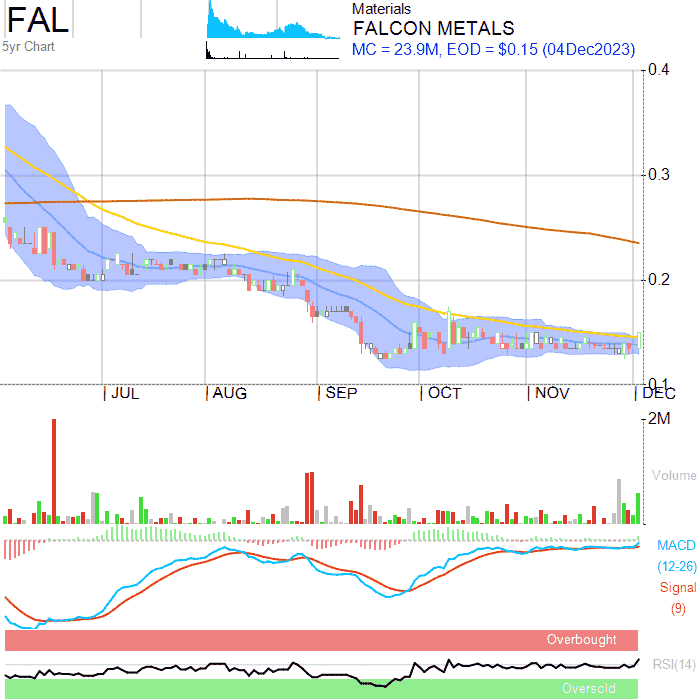 FAL
5yr Chart
Materials
FALCON METALS
MC = 23.9M, EOD = $0.15 (04Dec2023)
0.4
0.3
0.2
0.1
JUL
AUG
SEP
OCT
NOV
DEC
2M
Volume
MACD
(12-26)
Signal
(9)
Overbought
RSI(14)
Oversold